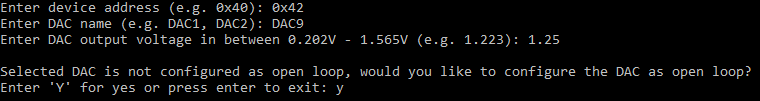 Enter device address (e.g. 0x40): 0x42
Enter DAC name (e.g. DAC1, DAC2): DAC9
Enter DAC output voltage in between 0.202V - 1.565V (e.g. 1.223): 1.25
Selected DAC is not configured as open loop, would you like to configure the DAC as open loop?
Enter 'Y' for yes or press enter to exit: y